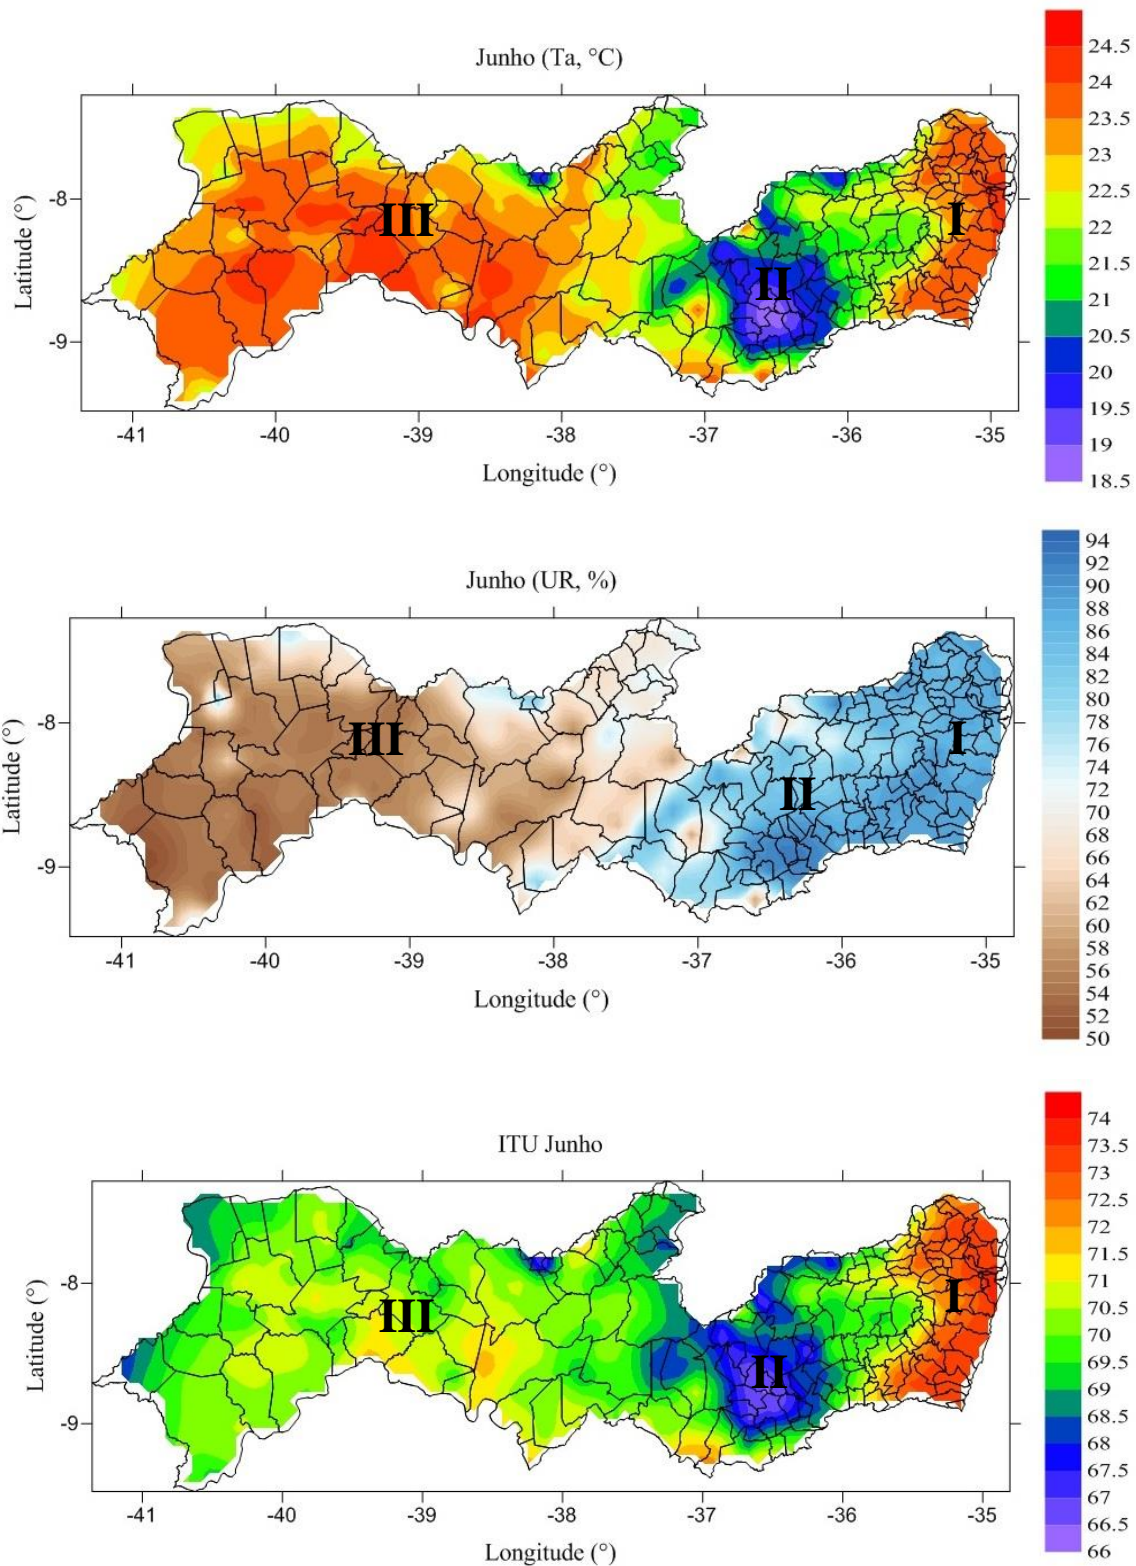 Junho (Ta, °C)
Latitude (°)
-8
-9
III
II
I
-41 -40 -39 -38 -37 -36 -35
Longitude (°)
24.5
24
23.5
23
22.5
22
21.5
21
20.5
20
19.5
19
18.5
Junho (UR, %)
Latitude (°)
-8
-9
III
II
I
-41 -40 -39 -38 -37 -36 -35
Longitude (°)
94
92
90
88
86
84
80
78
76
74
72
70
68
66
64
62
60
58
56
54
52
50
ITU Junho
Latitude (°)
-8
-9
III
II
I
-41 -40 -39 -38 -37 -36 -35
Longitude (°)
74
73.5
73
72.5
72
71.5
71
70.5
70
69.5
69
68.5
68
67.5
67
66.5
66